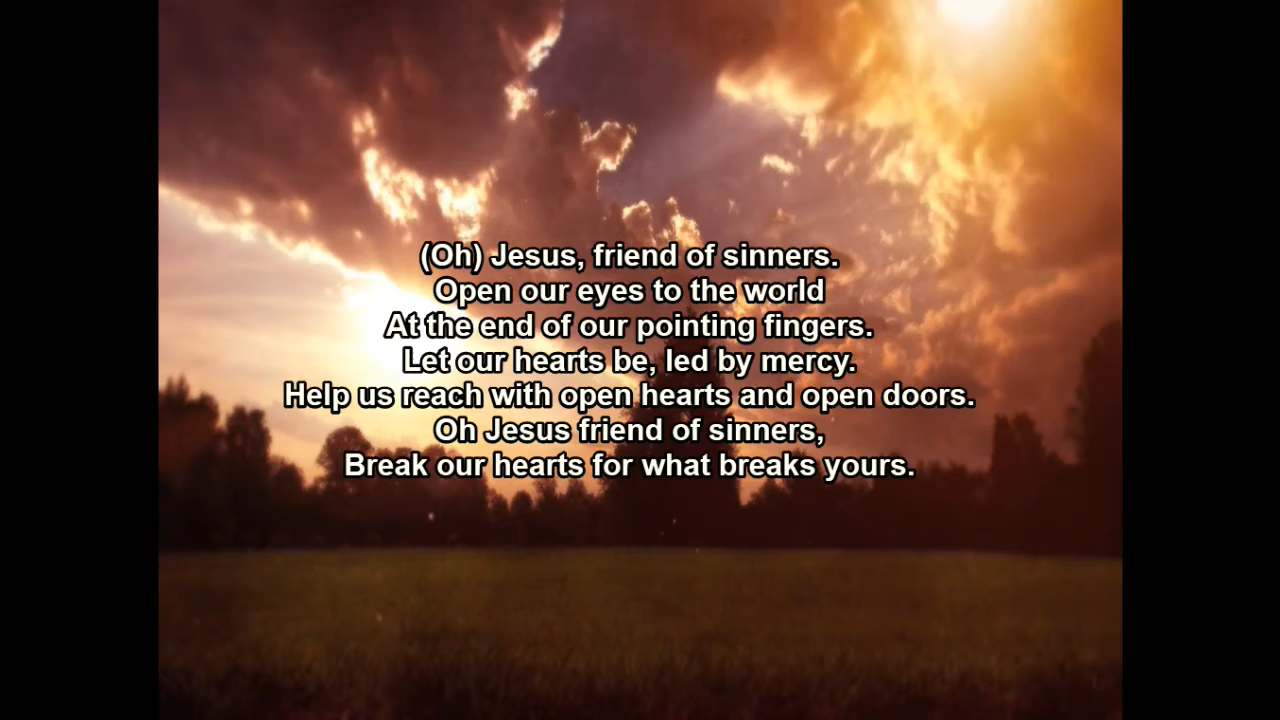 (Oh) Jesus, friend of sinners.
Open our eyes to the world
At the end of our pointing fingers.
Let our hearts be, led by mercy.
Help us reach with open hearts and open doors.
Oh Jesus friend of sinners,
Break our hearts for what breaks yours.